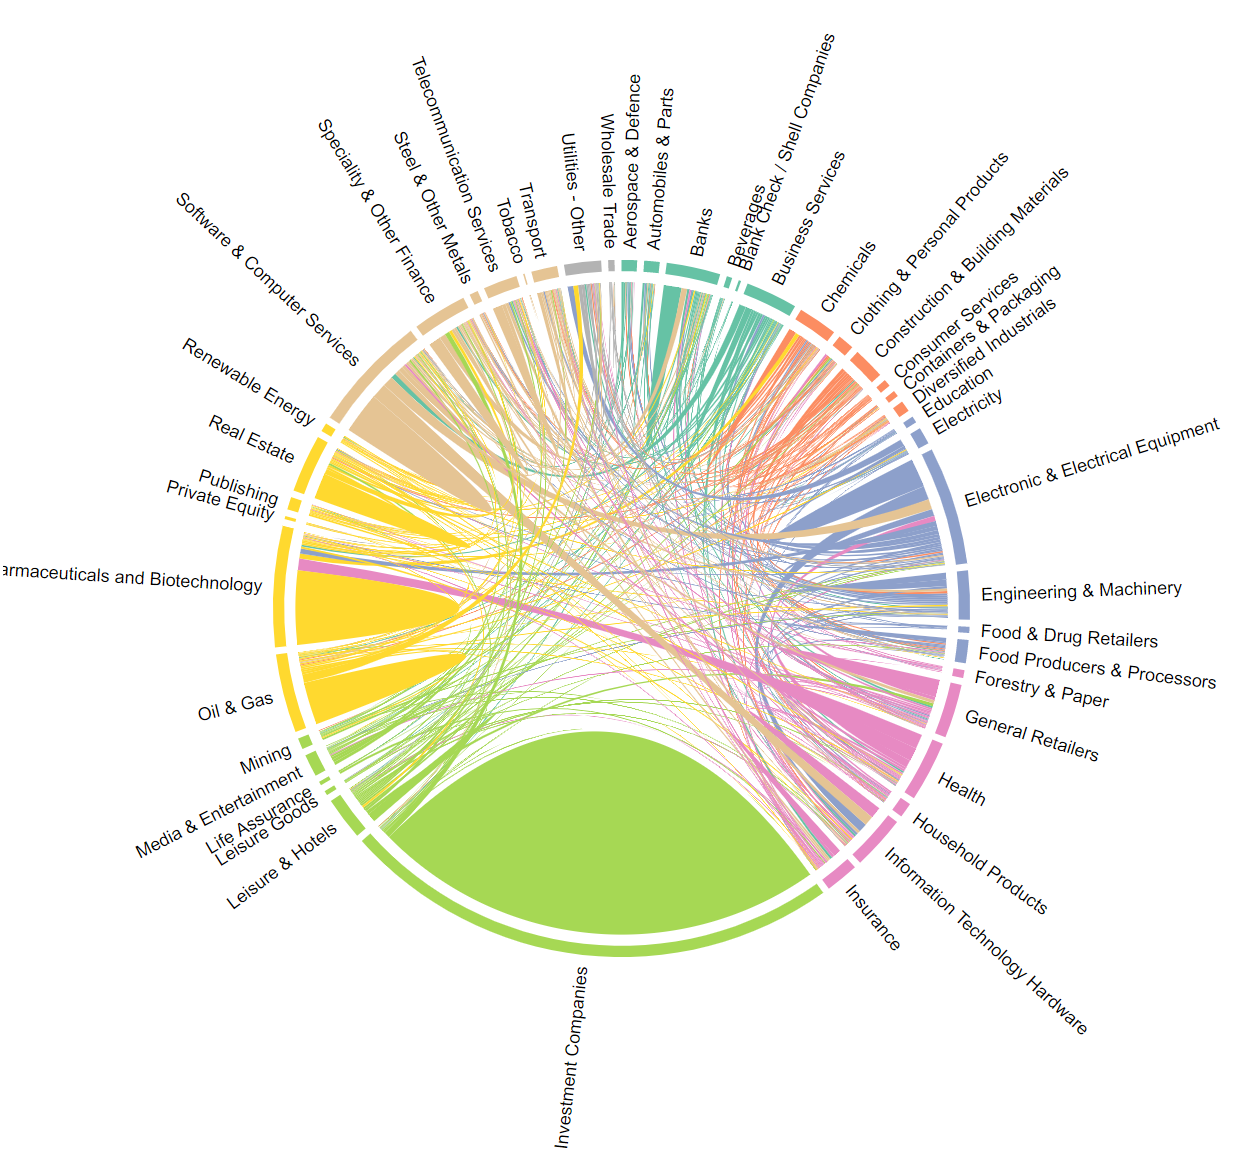 Aerospace & Defence
Automobiles & Parts
Banks
Beverages
Blank Check / Shell Companies
Business Services
Chemicals
Clothing & Personal Products
Construction & Building Materials
Consumer Services
Containers & Packaging
Diversified Industrials
Education
Electricity
Electronic & Electrical Equipment
Engineering & Machinery
Food & Drug Retailers
Food Producers & Processors
Forestry & Paper
General Retailers
Health
Household Products
Information Technology Hardware
Insurance
Investment Companies
Leisure & Hotels
Leisure Goods
Life Assurance
Media & Entertainment
Mining
Oil & Gas
armaceuticals and Biotechnology
Private Equity
Publishing
Real Estate
Renewable Energy
Software & Computer Services
Speciality & Other Finance
Steel & Other Metals
Telecommunication Services
Tobacco
Transport
Utilities - Other
Wholesale Trade